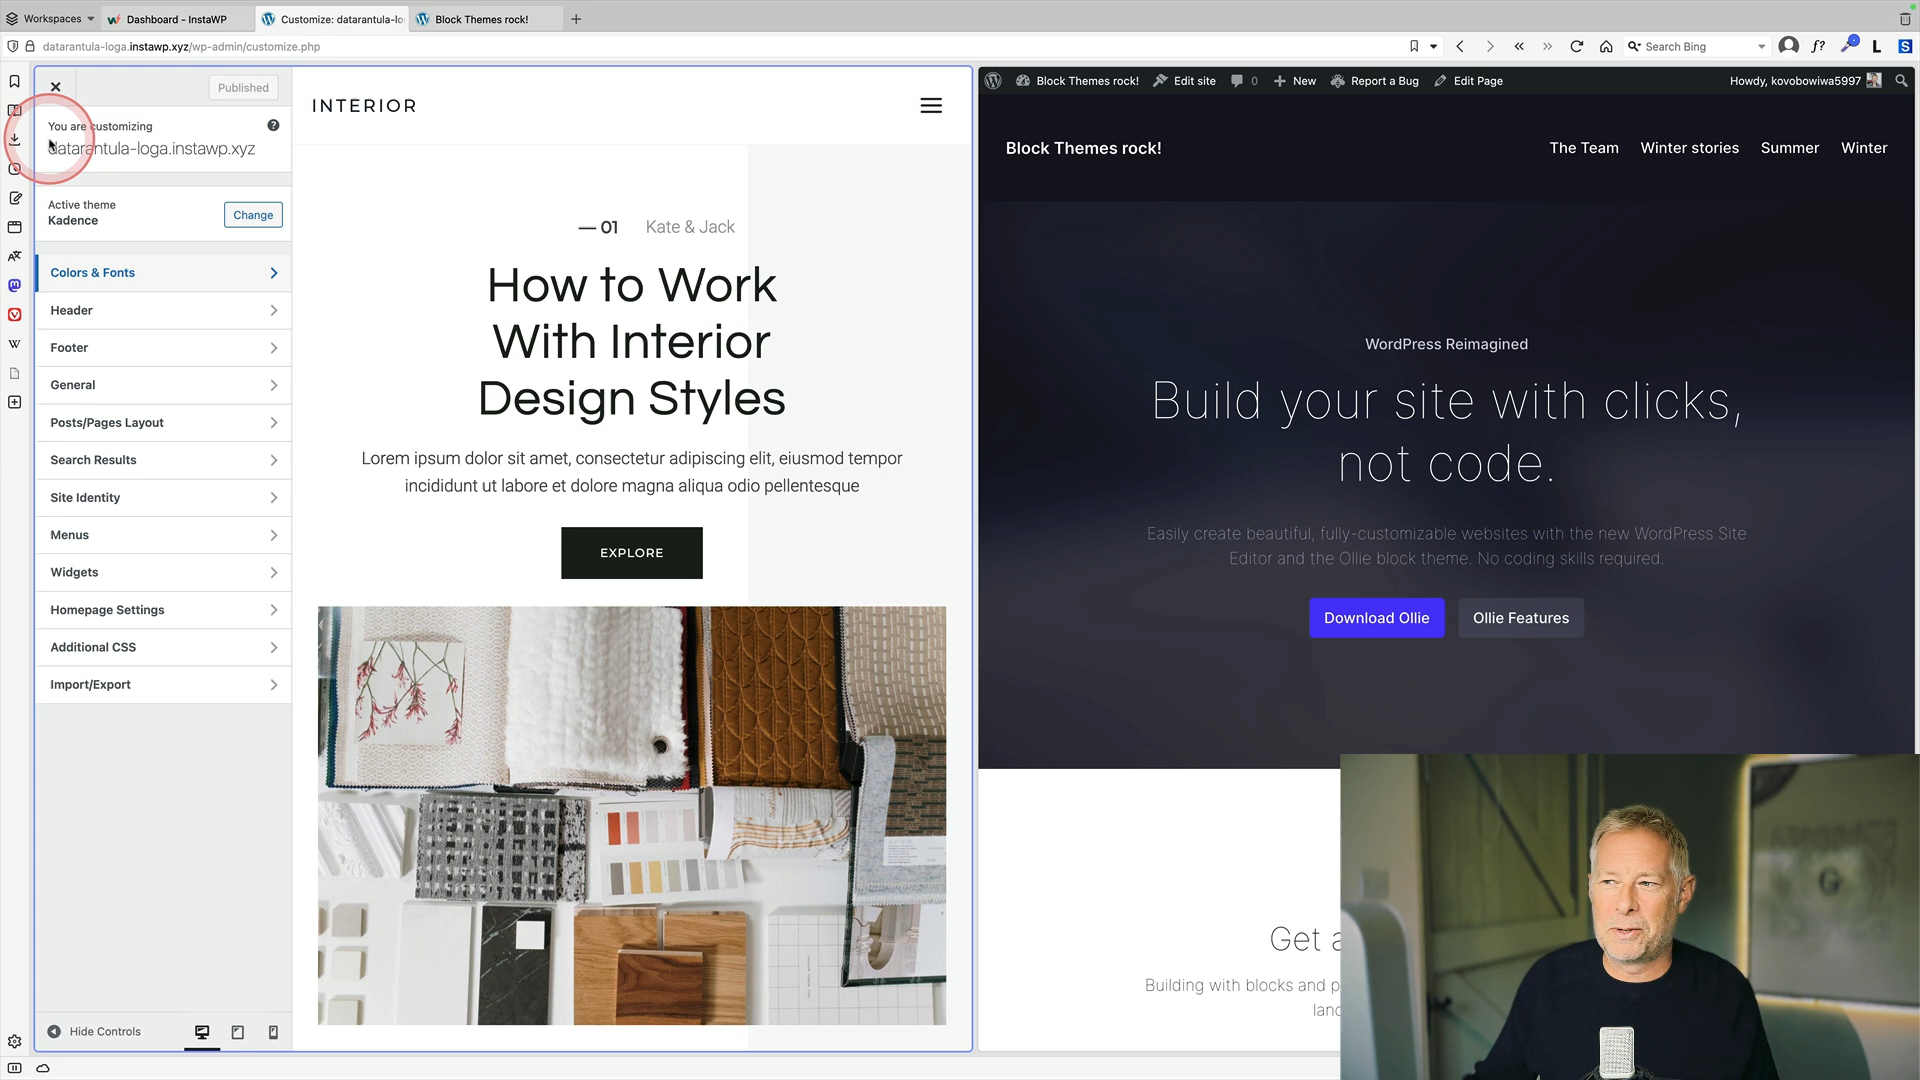 Workspaces
Dashboard - InstaWP
Customize: datarantula-lo
Block Themes rock!
datarantula-loga.instawp.xyz/wp-admin/customize.php
Search Bing
Published
You are customizing
datarantula-loga.instawp.xyz
Active theme
Kadence
Change
Colors & Fonts
Header
Footer
General
Posts/Pages Layout
Search Results
Site Identity
Menus
Widgets
Homepage Settings
Additional CSS
Import/Export
Hide Controls
INTERIOR
— 01 Kate & Jack
How to Work
With Interior
Design Styles
Lorem ipsum dolor sit amet, consectetur adipiscing elit, eiusmod tempor
incididunt ut labore et dolore magna aliqua odio pellentesque
EXPLORE
Block Themes rock! Edit site 0 New Report a Bug Edit Page Howdy, kovobowiwa5997
Block Themes rock!
The Team Winter stories Summer Winter
WordPress Reimagined
Build your site with clicks,
not code.
Easily create beautiful, fully-customizable websites with the new WordPress Site
Editor and the Ollie block theme. No coding skills required.
Download Ollie
Ollie Features
Get a
Building with blocks and p
land